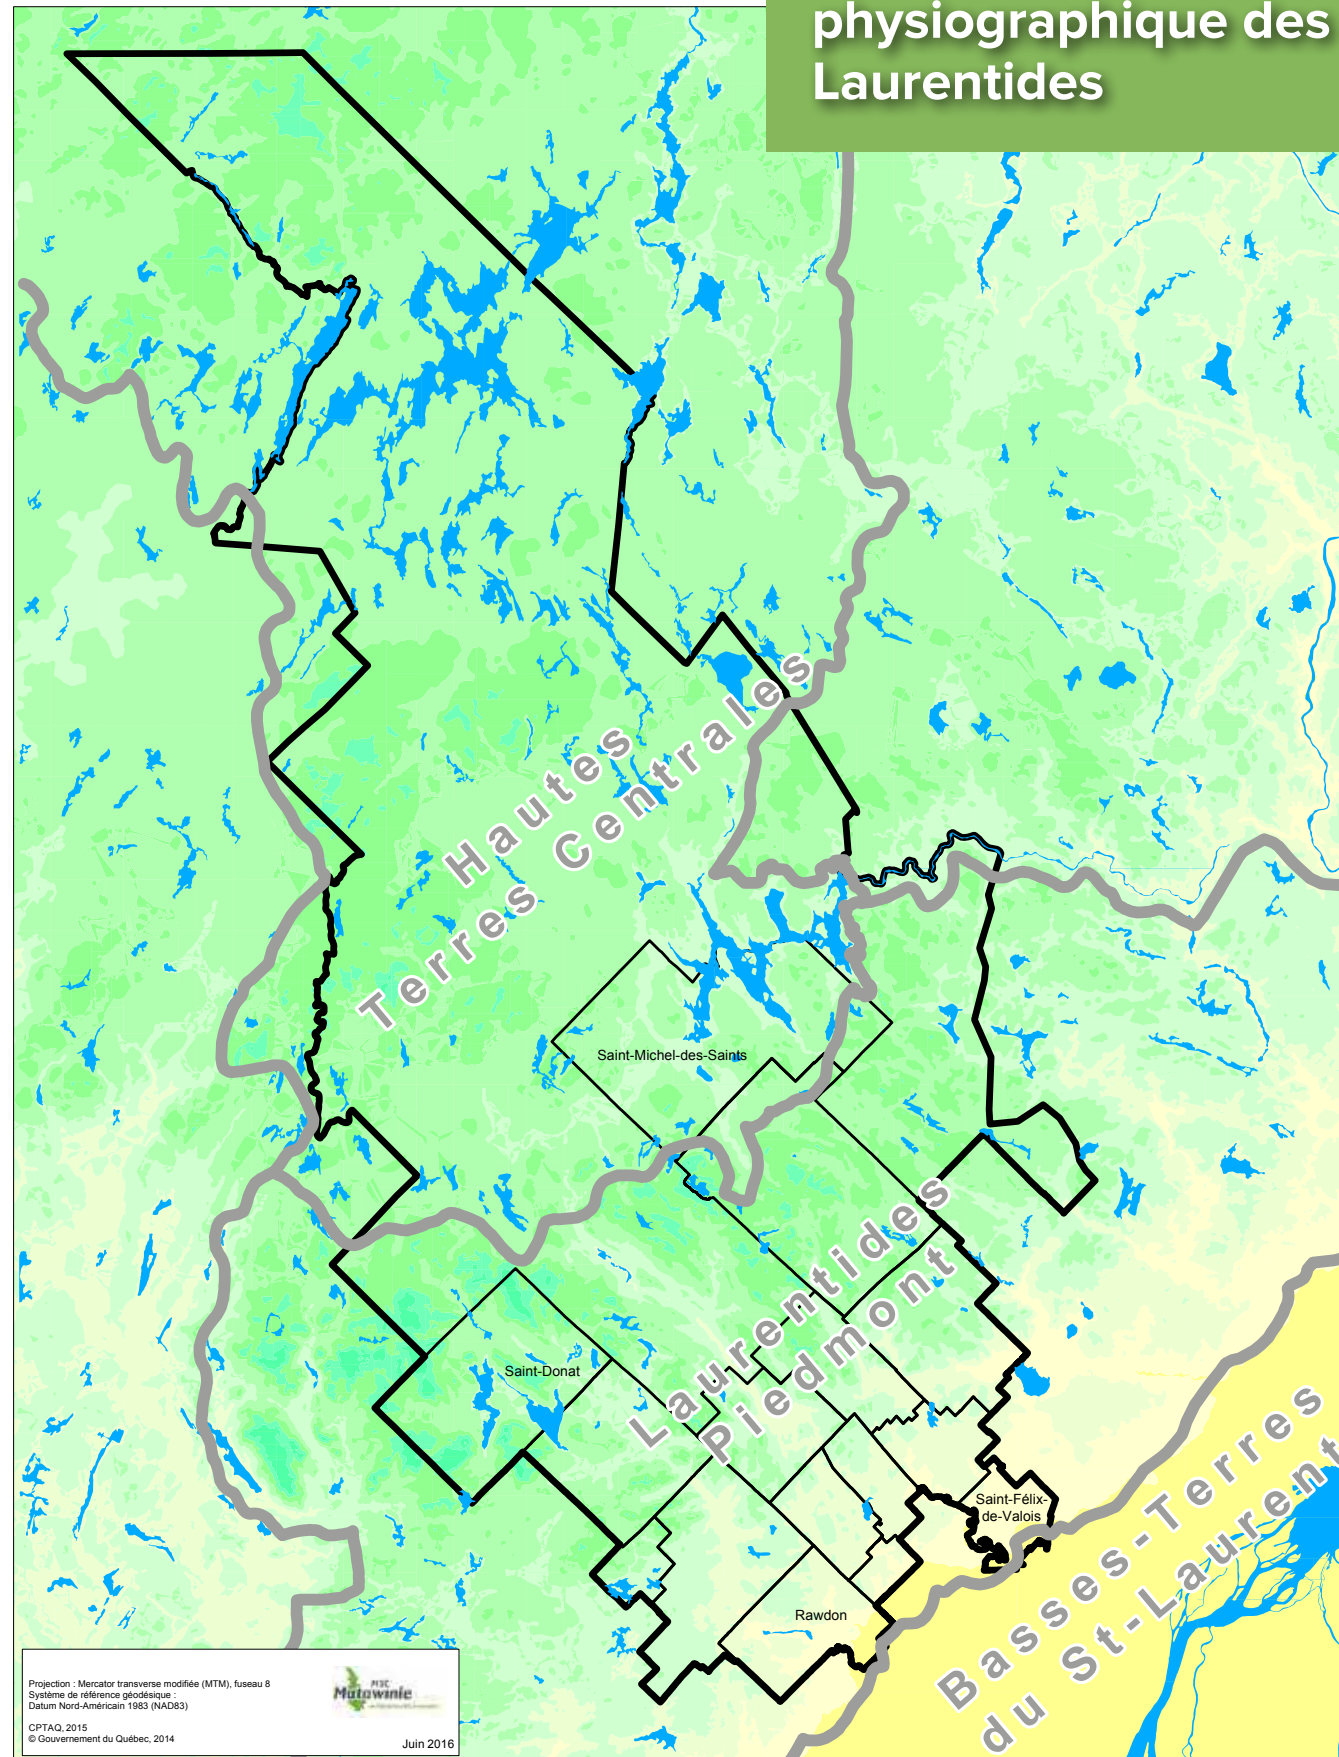 physiographique des
Laurentides
Hautes
Terres Centrales
Saint-Michel-des-Saints
Laurentides
Piedmont
Saint-Donat
Saint-Félix-
de-Valois
Rawdon
Basses-Terres
du St-Laurent
Projection : Mercator transverse modifiée (MTM), fuseau 8
Système de référence géodésique :
Datum Nord-Américain 1983 (NAD83)
CPTAQ, 2015
© Gouvernement du Québec, 2014
MRC
Matawinie
Juin 2016